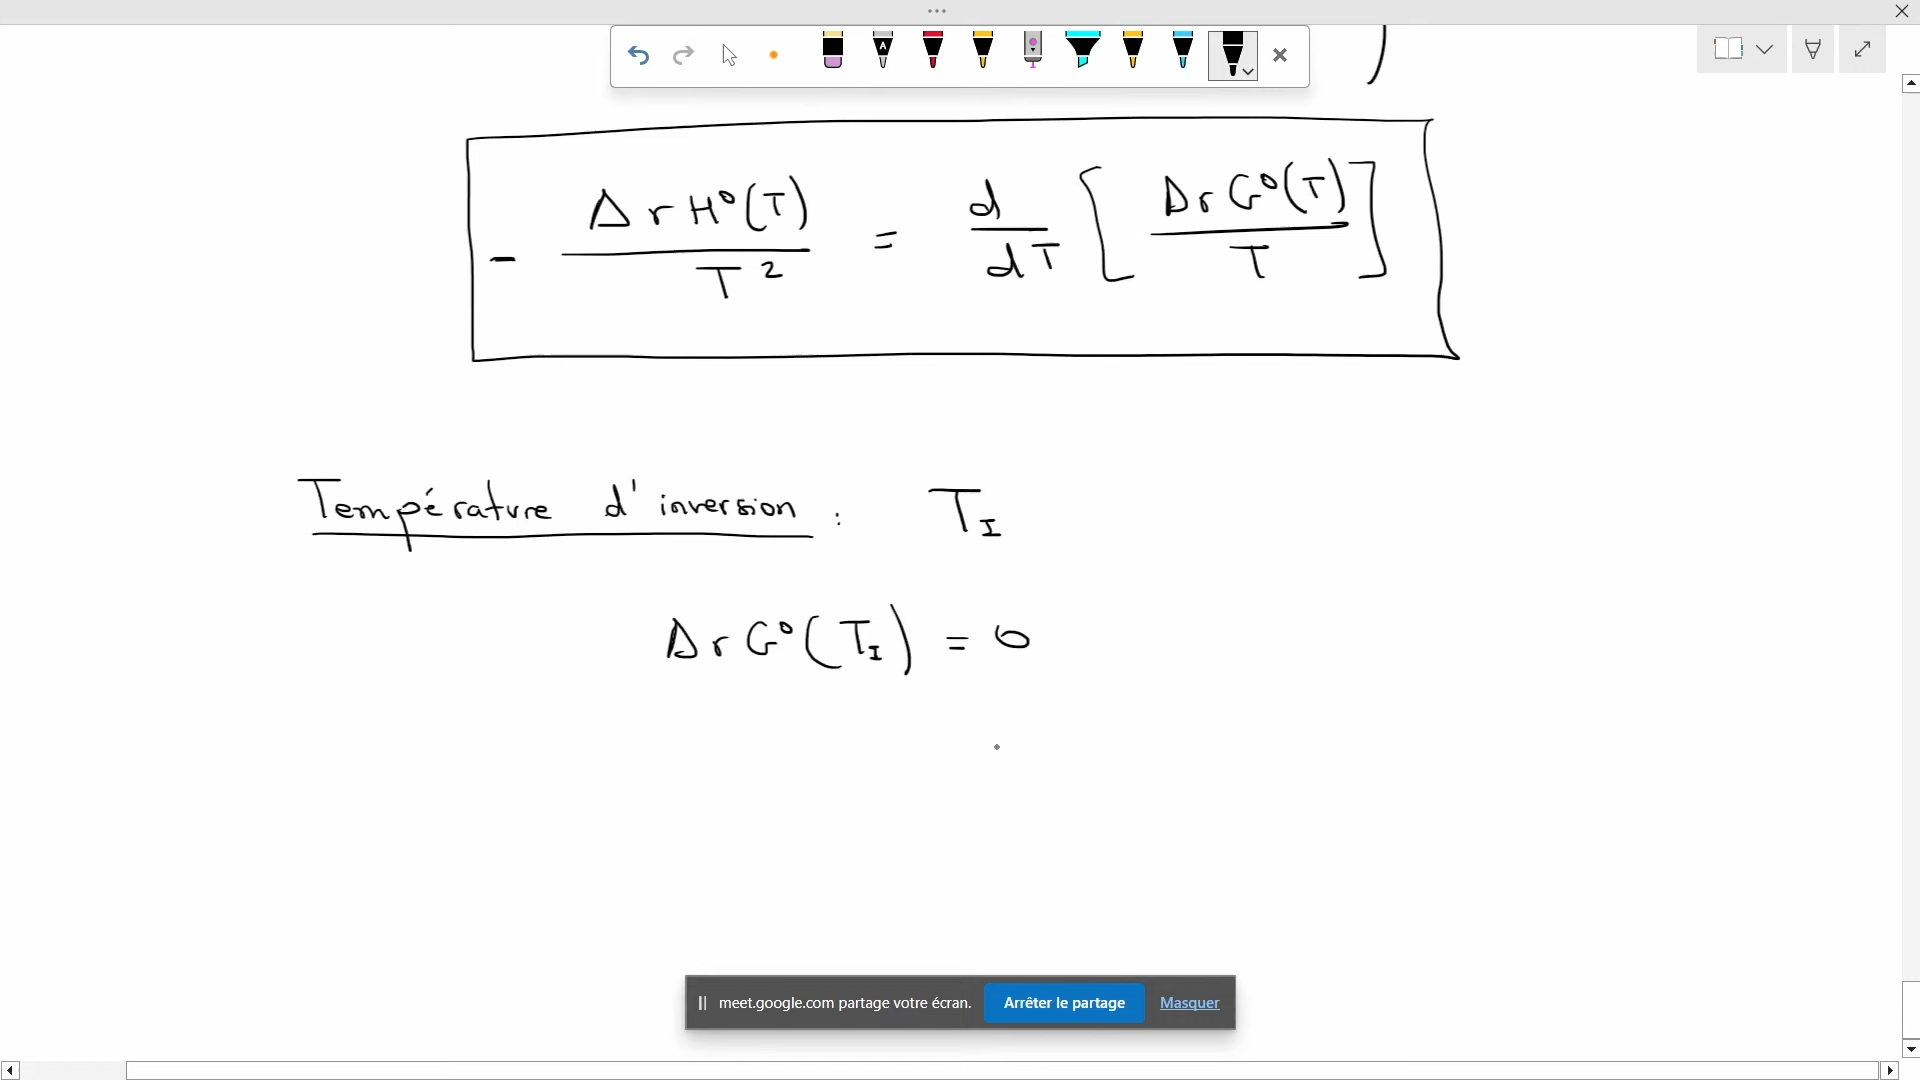 - ΔrH°(T) / T² = d/dT [ ΔrG°(T) / T ]
Température d'inversion : T_I
ΔrG°(T_I) = 0
|| meet.google.com partage votre écran. Arrêter le partage Masquer